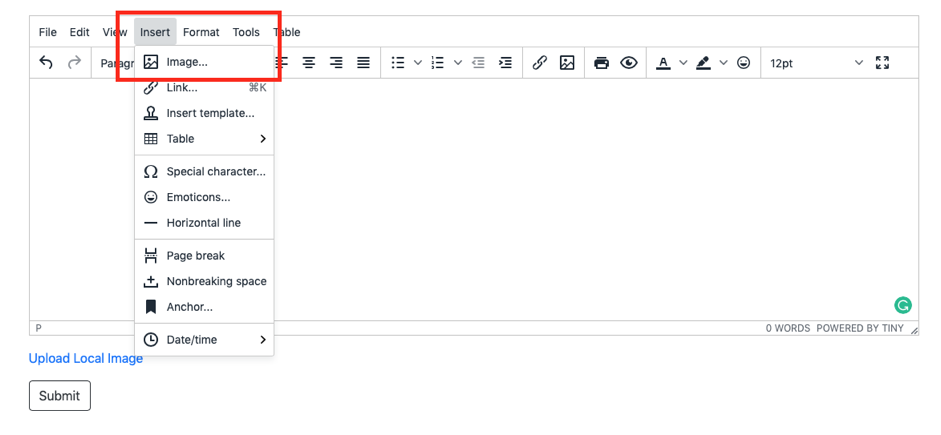 File Edit View Insert Format Tools Table
Paragr 12pt
Image...
Link... ⌘K
Insert template...
Table
Special character...
Emoticons...
Horizontal line
Page break
Nonbreaking space
Anchor...
Date/time
P 0 WORDS POWERED BY TINY
Upload Local Image
Submit